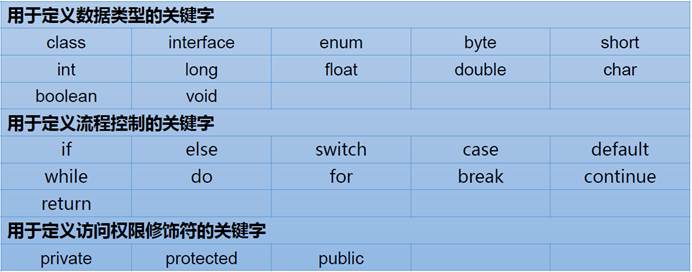 用于定义数据类型的关键字
class interface enum byte short
int long float double char
boolean void
用于定义流程控制的关键字
if else switch case default
while do for break continue
return
用于定义访问权限修饰符的关键字
private protected public